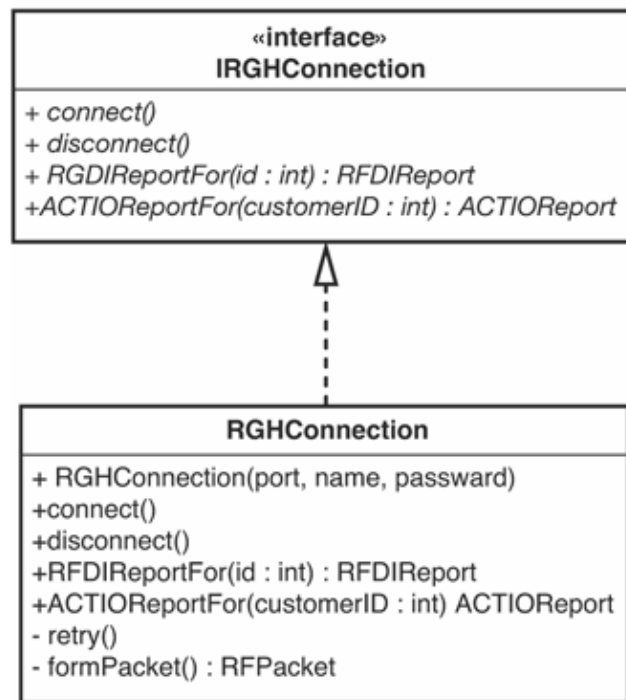 «interface»
IRGHConnection
+ connect()
+ disconnect()
+ RGDIReportFor(id : int) : RFDIReport
+ACTIOReportFor(customerID : int) : ACTIOReport
RGHConnection
+ RGHConnection(port, name, passward)
+connect()
+disconnect()
+RFDIReportFor(id : int) : RFDIReport
+ACTIOReportFor(customerID : int) ACTIOReport
- retry()
- formPacket() : RFPacket